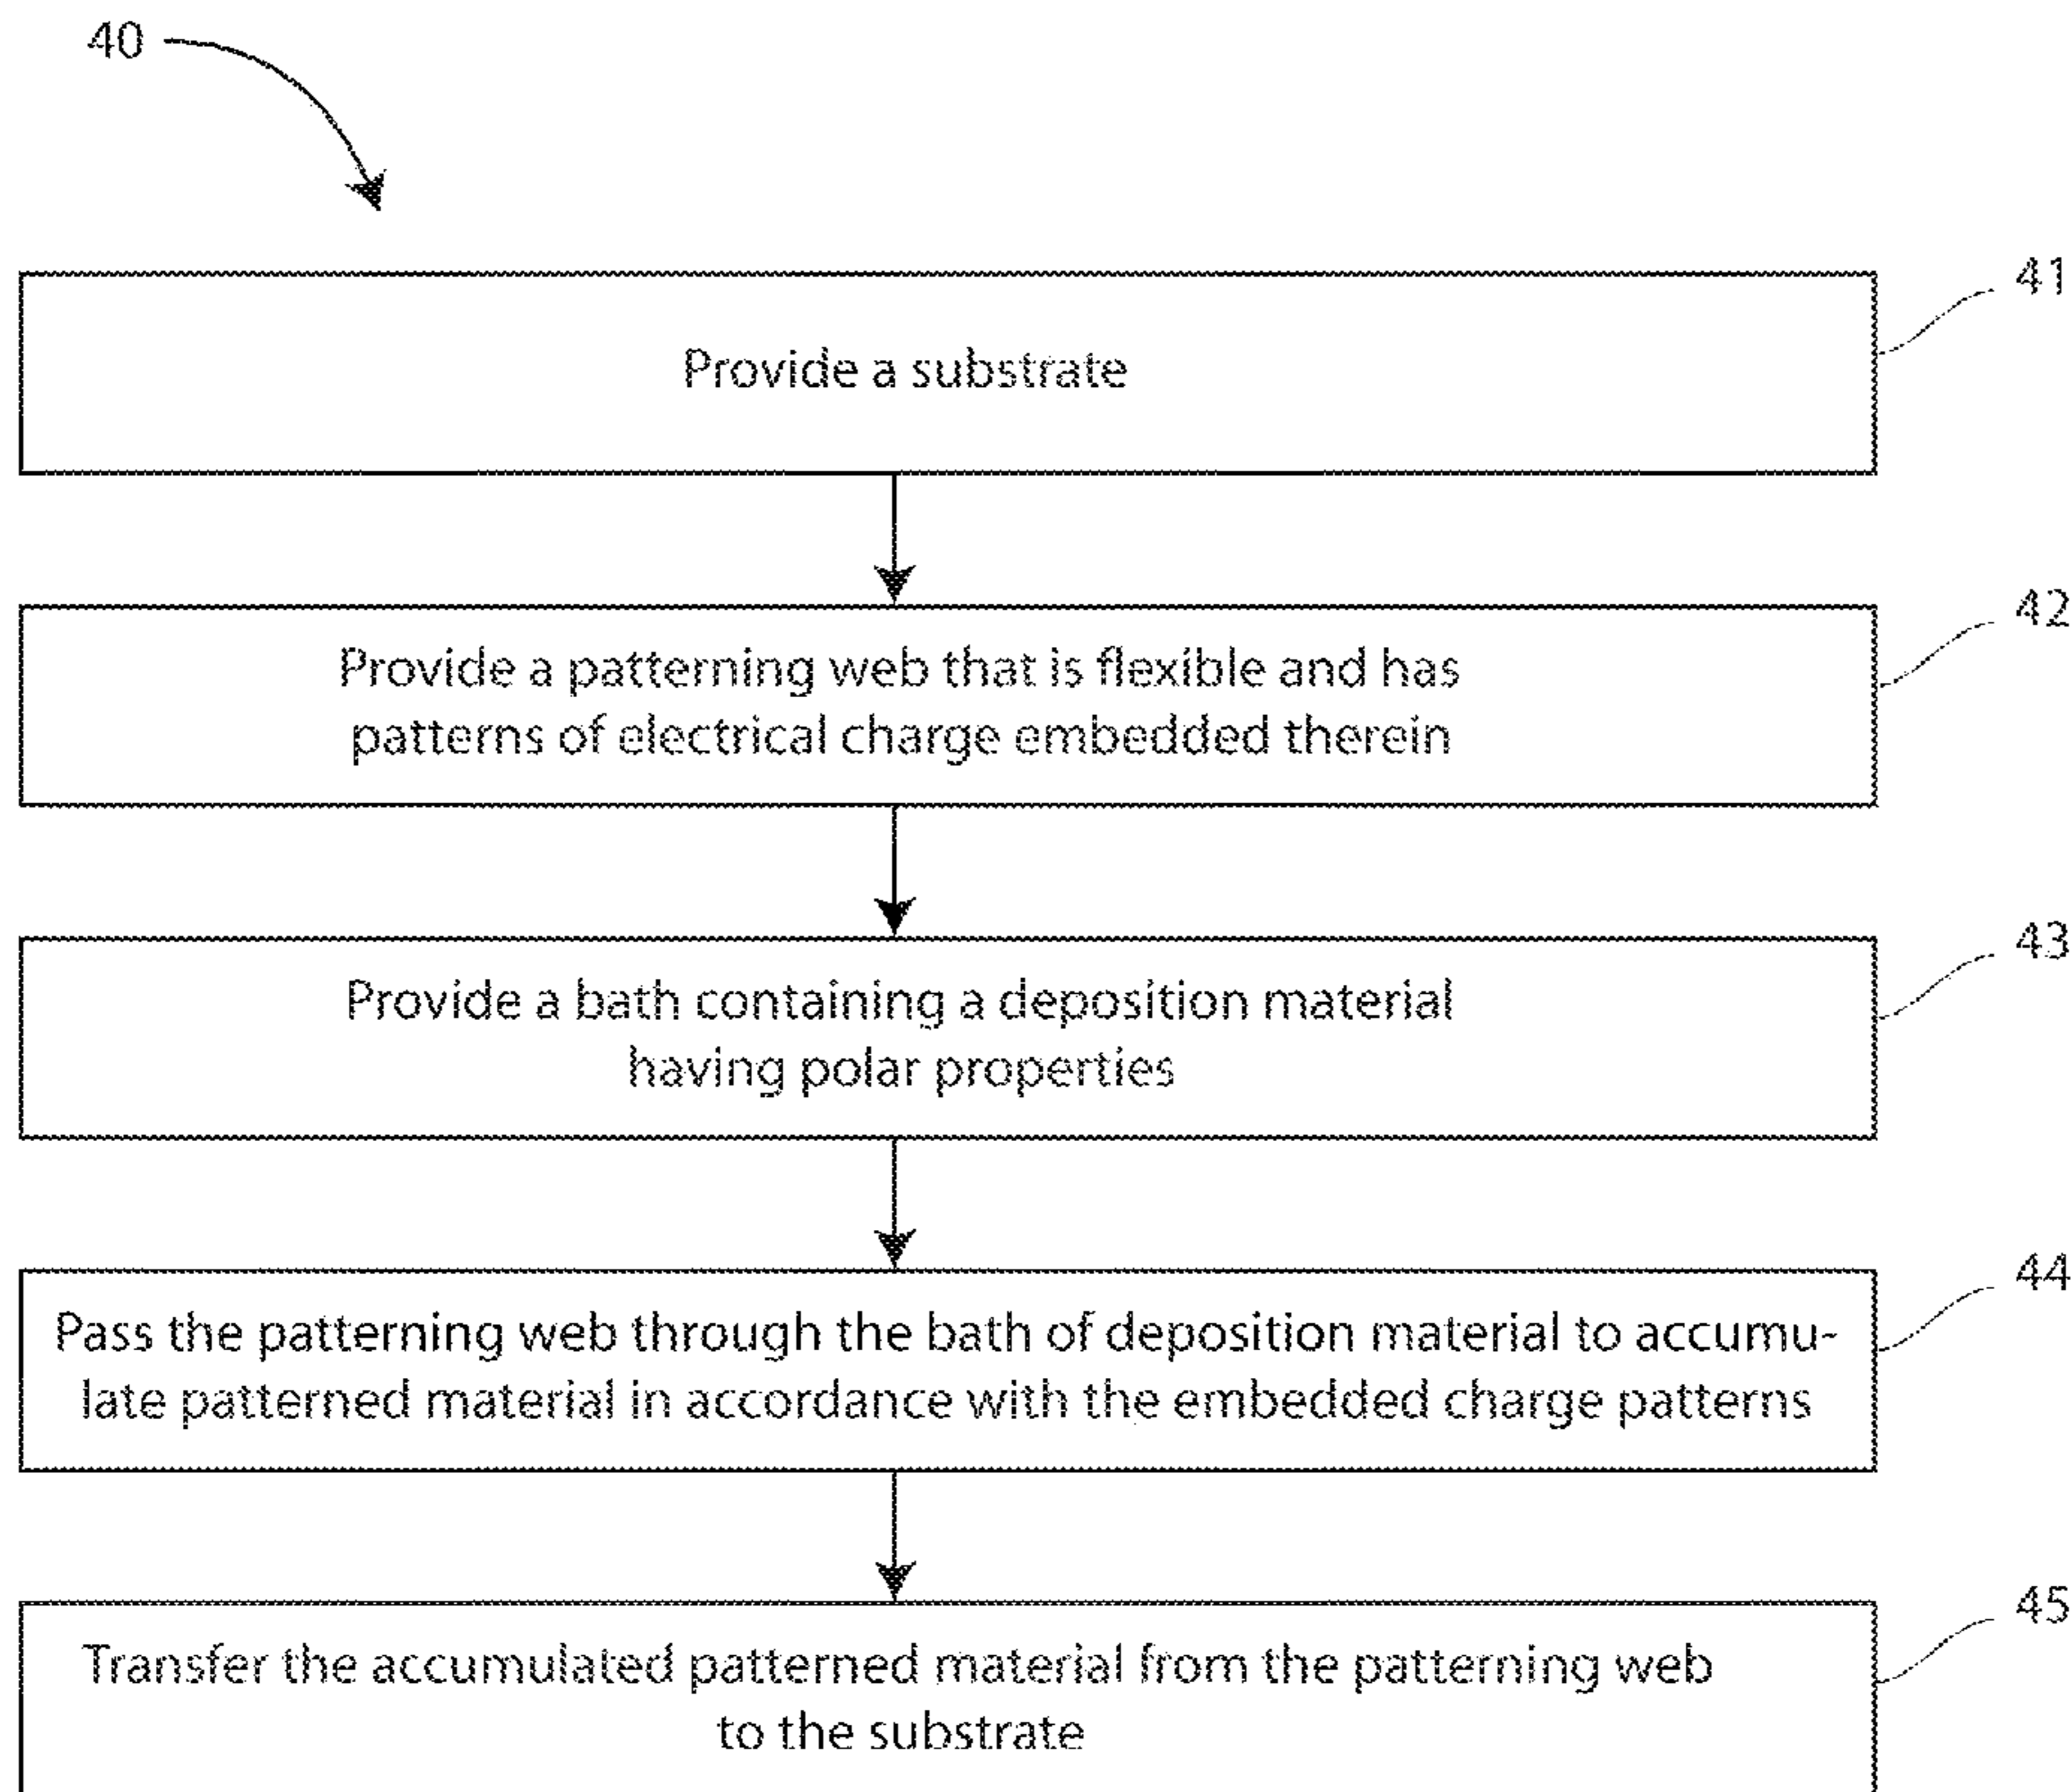 40
41
Provide a substrate
42
Provide a patterning web that is flexible and has
patterns of electrical charge embedded therein
43
Provide a bath containing a deposition material
having polar properties
44
Pass the patterning web through the bath of deposition material to accumu-
late patterned material in accordance with the embedded charge patterns
45
Transfer the accumulated patterned material from the patterning web
to the substrate